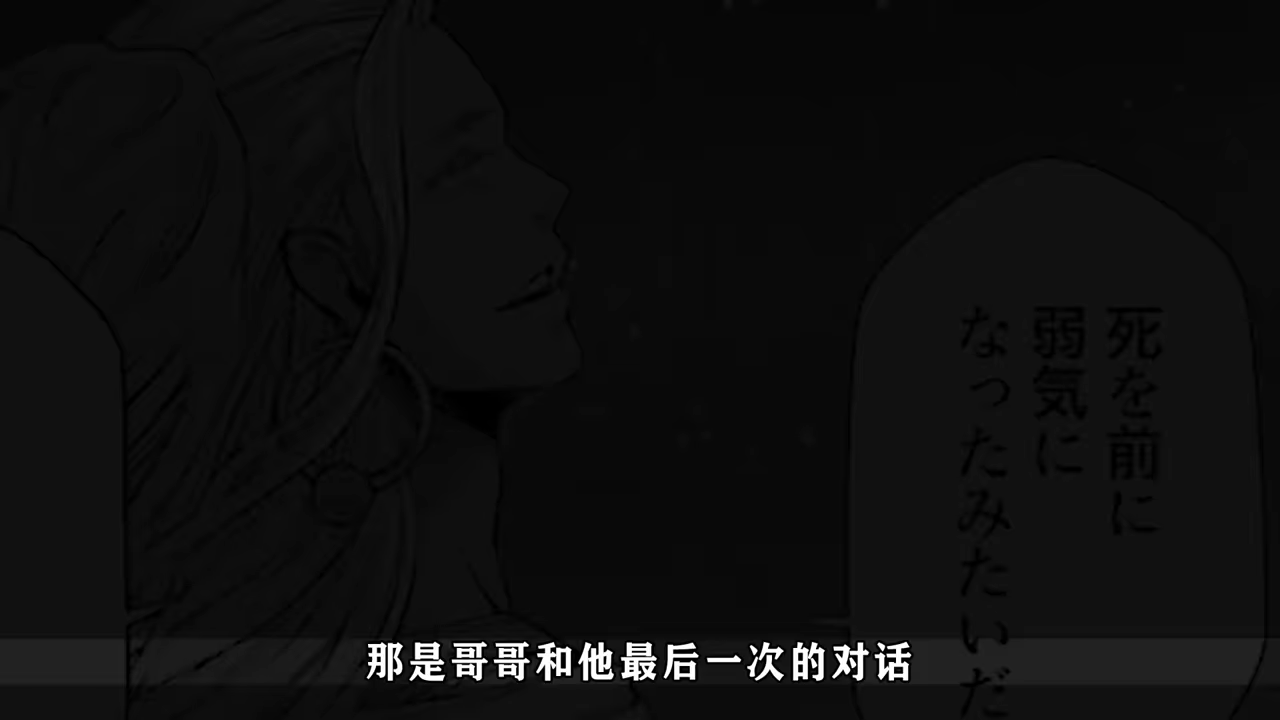 死を前に
弱気に
なったみたいだ
那是哥哥和他最后一次的对话